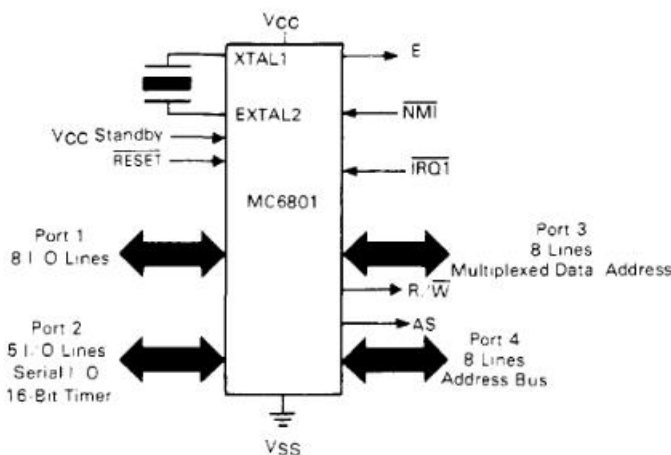 VCC
XTAL1
E
EXTAL2
NMI
VCC Standby
RESET
IRQ1
MC6801
Port 1
8 I/O Lines
Port 3
8 Lines
Multiplexed Data Address
R/W
Port 2
5 I/O Lines
Serial I/O
16-Bit Timer
AS
Port 4
8 Lines
Address Bus
VSS